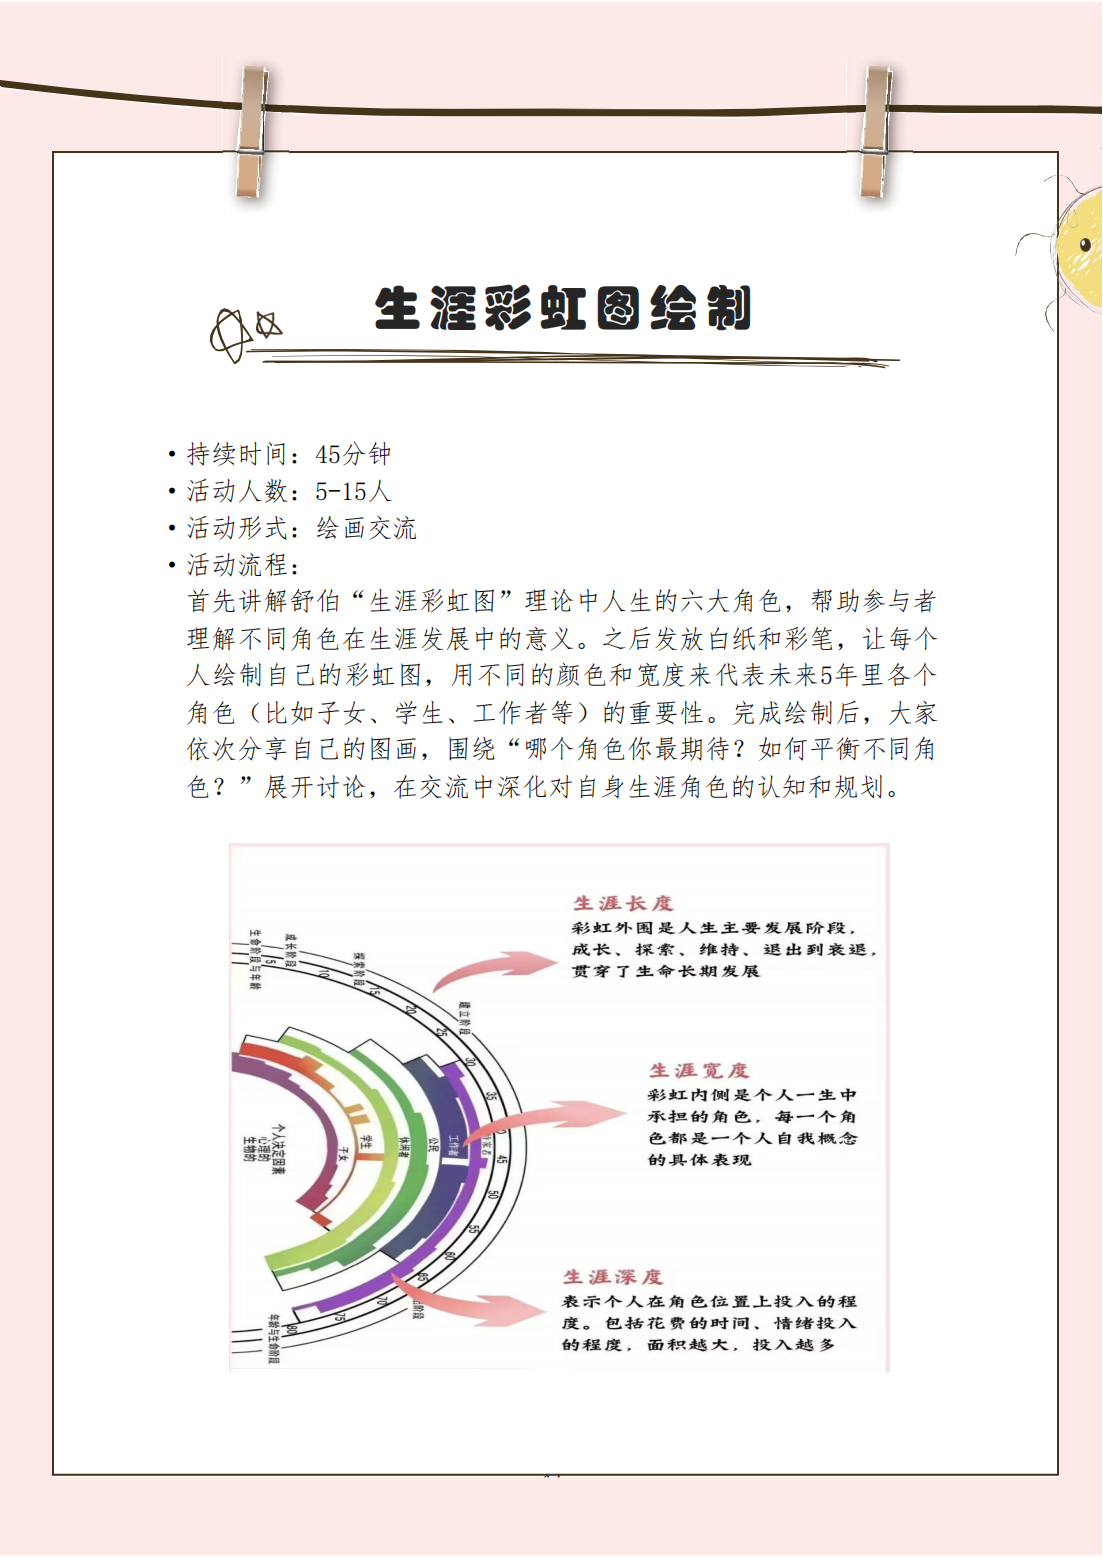 生涯彩虹图绘制
•持续时间：45分钟
•活动人数：5-15人
•活动形式：绘画交流
•活动流程：
首先讲解舒伯“生涯彩虹图”理论中人生的六大角色，帮助参与者
理解不同角色在生涯发展中的意义。之后发放白纸和彩笔，让每个
人绘制自己的彩虹图，用不同的颜色和宽度来代表未来5年里各个
角色（比如子女、学生、工作者等）的重要性。完成绘制后，大家
依次分享自己的图画，围绕“哪个角色你最期待？如何平衡不同角
色？”展开讨论，在交流中深化对自身生涯角色的认知和规划。
生涯长度
彩虹外围是人生主要发展阶段，
成长、探索、维持、退出到衰退，
贯穿了生命长期发展
生涯宽度
彩虹内侧是个人一生中
承担的角色，每一个角
色都是一个人自我概念
的具体表现
生涯深度
表示个人在角色位置上投入的程
度。包括花费的时间、情绪投入
的程度，面积越大，投入越多
生命阶段与年龄
成长阶段
探索阶段
建立阶段
5
10
15
20
25
30
35
45
50
55
60
65
70
75
80
工作者
公民
休闲者
学生
子女
个人决定因素
心理的
生物的
阶段
年龄与生命阶段